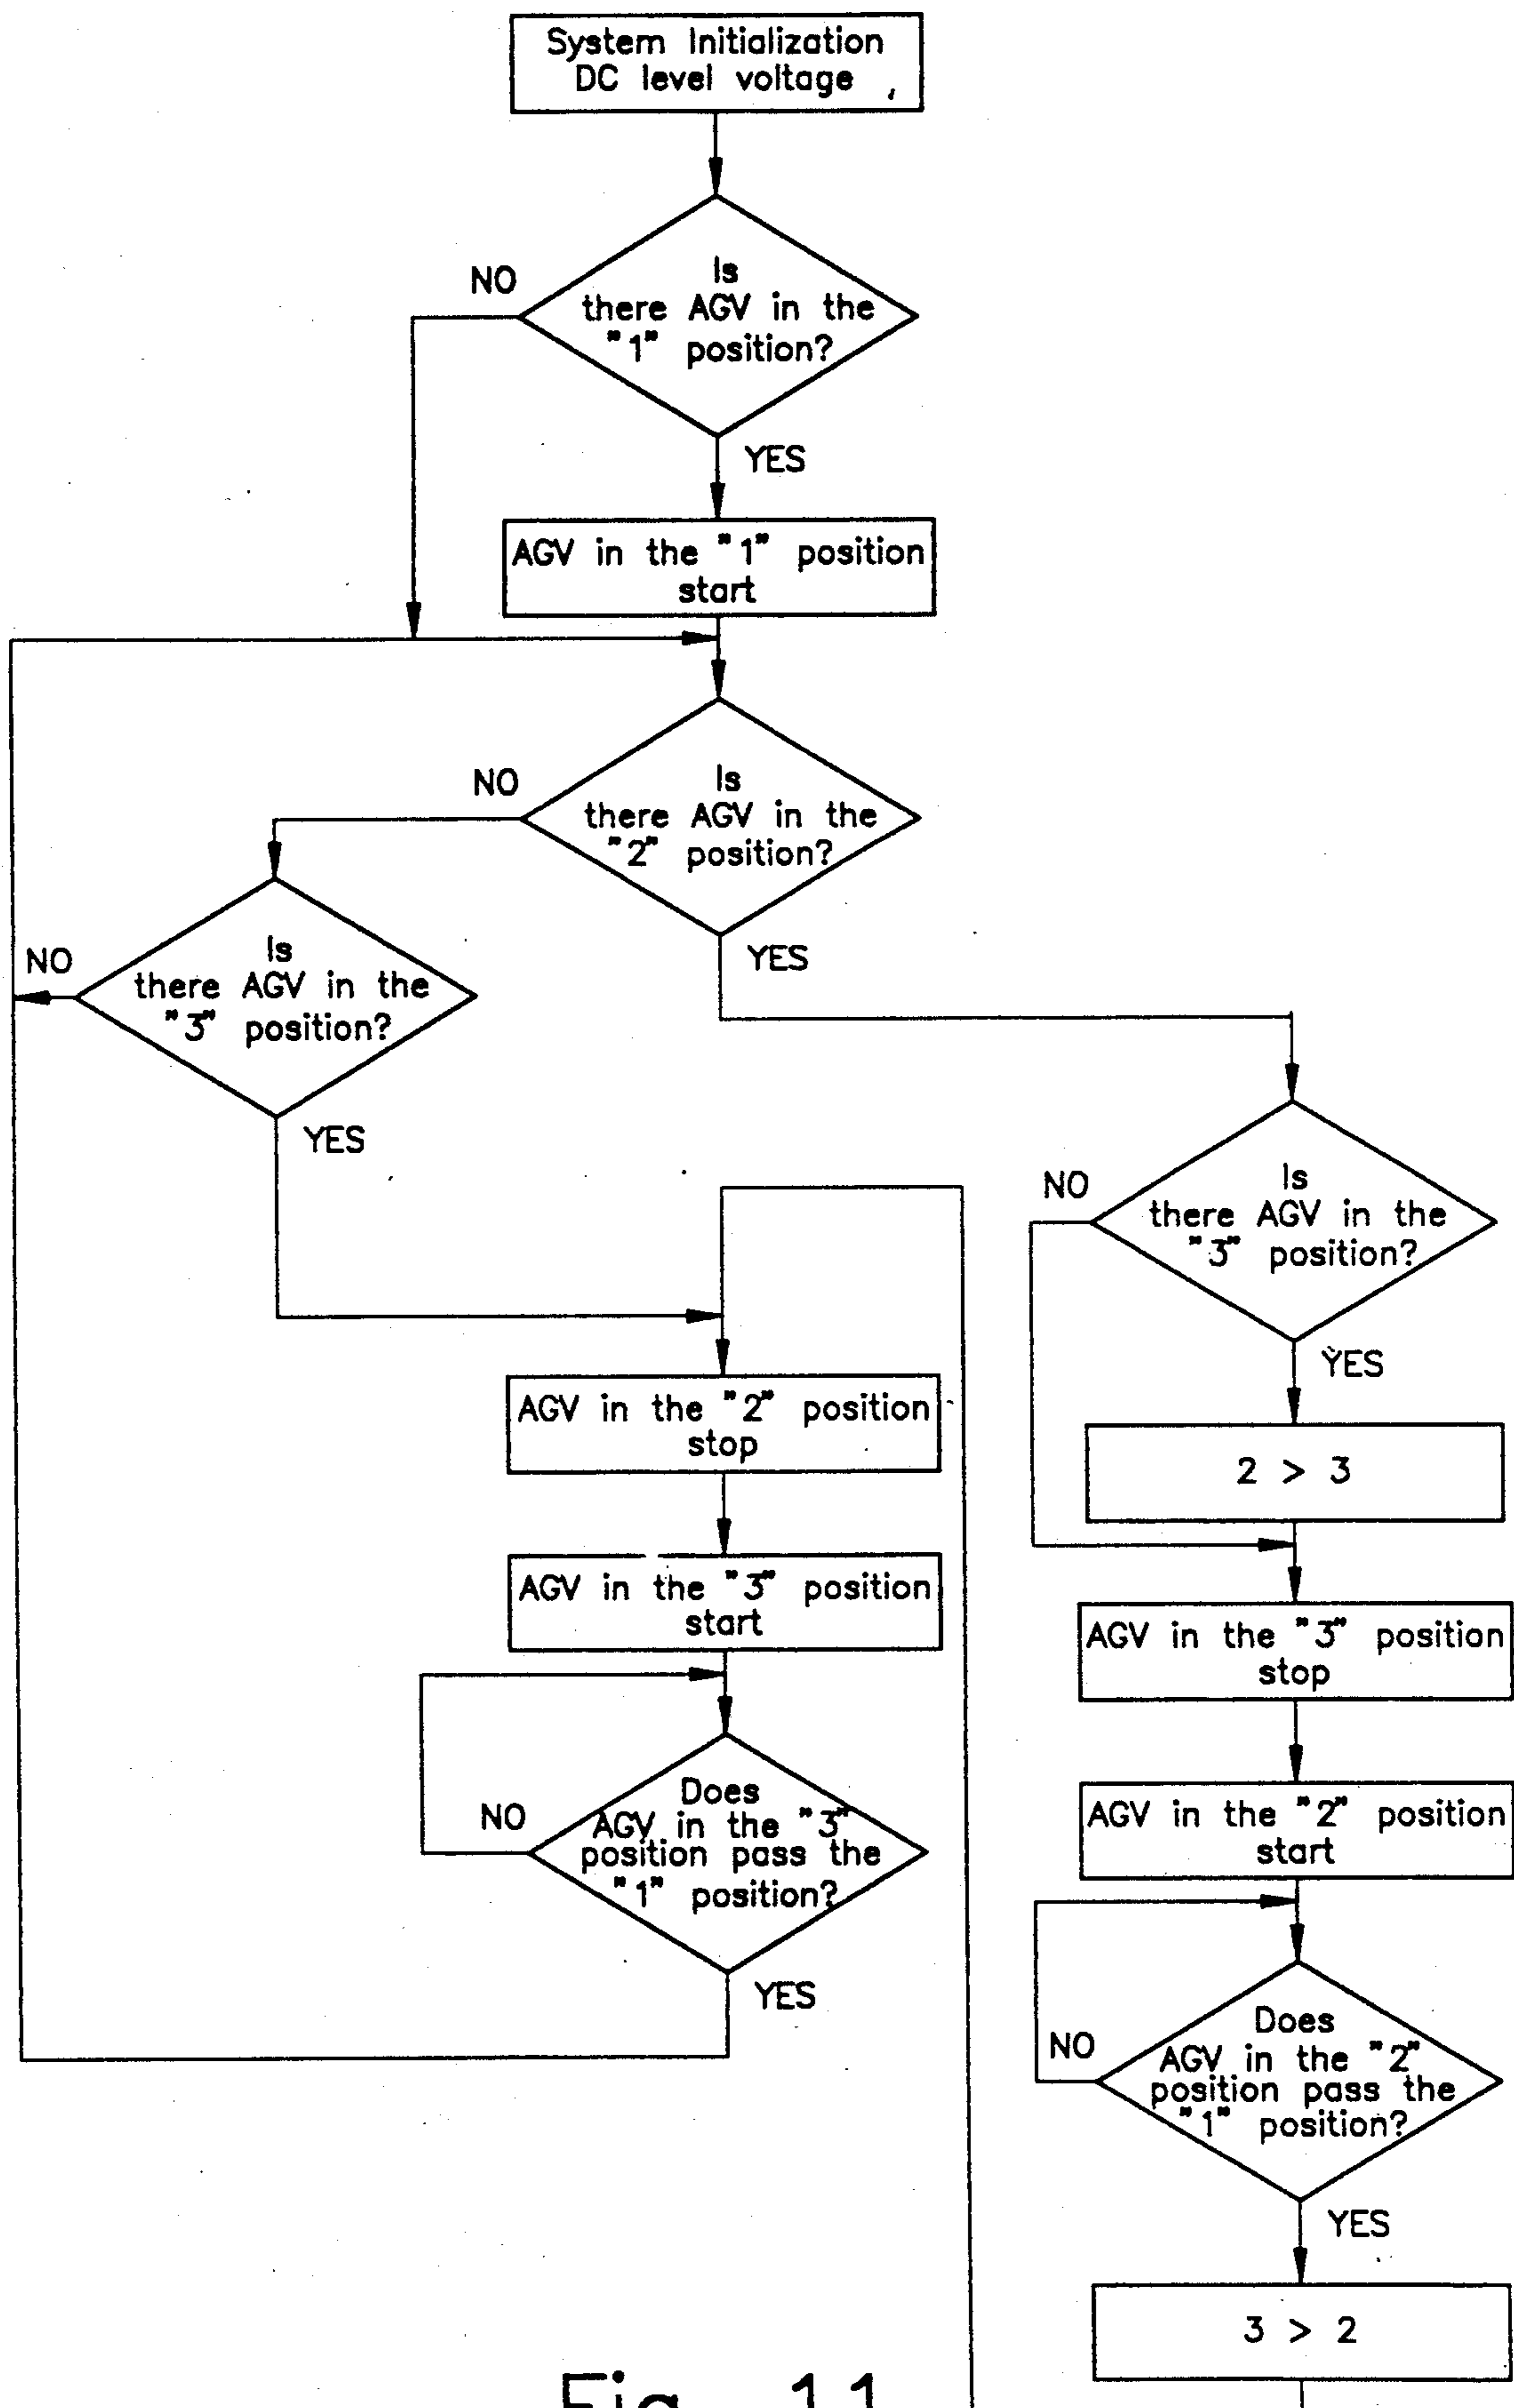 System Initialization
DC level voltage
Is
there AGV in the
"1" position?
NO
YES
AGV in the "1" position
start
Is
there AGV in the
"2" position?
NO
YES
Is
there AGV in the
"3" position?
NO
YES
Is
there AGV in the
"3" position?
NO
YES
2 > 3
AGV in the "2" position
stop
AGV in the "3" position
start
Does
AGV in the "3"
position pass the
"1" position?
NO
YES
AGV in the "3" position
stop
AGV in the "2" position
start
Does
AGV in the "2"
position pass the
"1" position?
NO
YES
3 > 2
Fig. 11